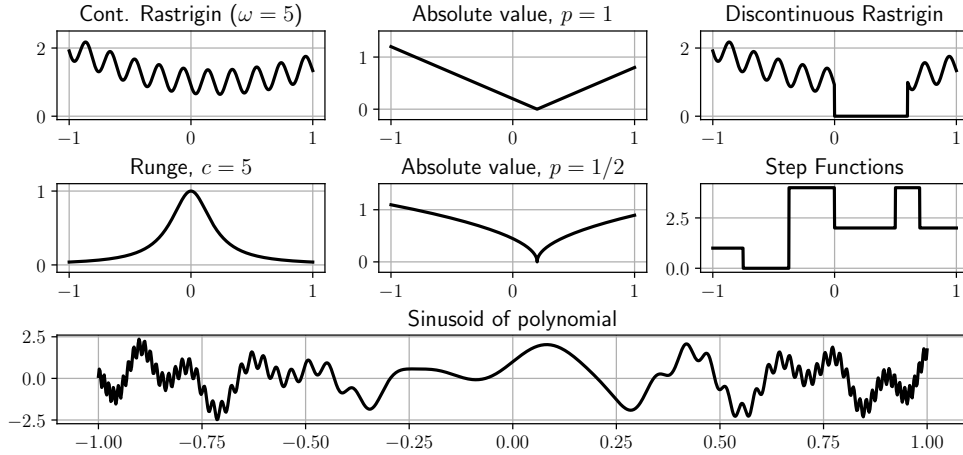 Cont. Rastrigin (ω = 5)
Absolute value, p = 1
Discontinuous Rastrigin
2
0
−1 0 1
1
0
−1 0 1
2
0
−1 0 1
Runge, c = 5
Absolute value, p = 1/2
Step Functions
1
0
−1 0 1
1
0
−1 0 1
2.5
0.0
−1 0 1
Sinusoid of polynomial
2.5
0.0
−2.5
−1.00 −0.75 −0.50 −0.25 0.00 0.25 0.50 0.75 1.00